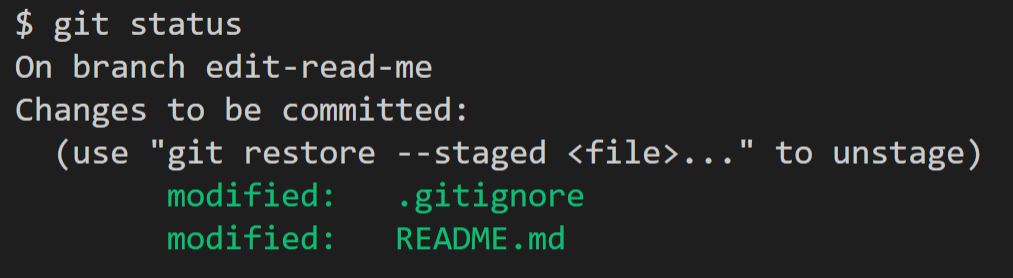 $ git status
On branch edit-read-me
Changes to be committed:
  (use "git restore --staged <file>..." to unstage)
        modified:   .gitignore
        modified:   README.md